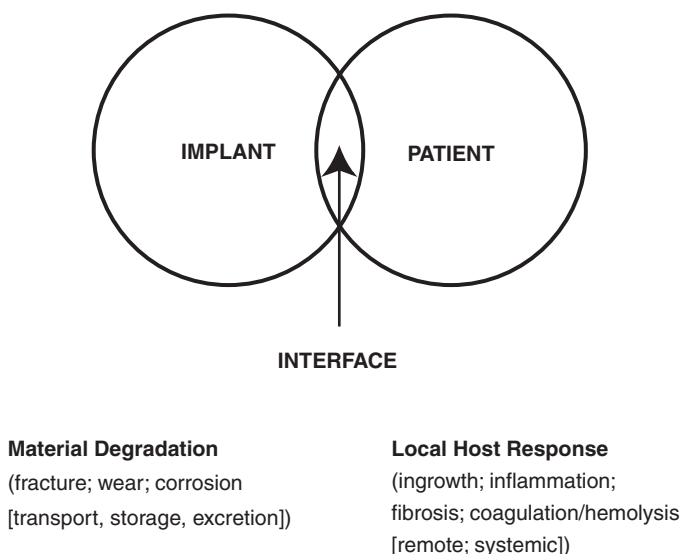 IMPLANT
PATIENT
INTERFACE
Material Degradation
(fracture; wear; corrosion
[transport, storage, excretion])
Local Host Response
(ingrowth; inflammation;
fibrosis; coagulation/hemolysis
[remote; systemic])